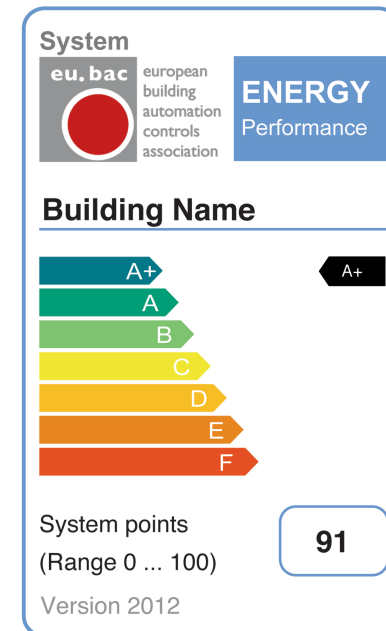 System
eu.bac
european
building
automation
controls
association
ENERGY
Performance
Building Name
A+
A+
A
B
C
D
E
F
System points
(Range 0 ... 100)
91
Version 2012